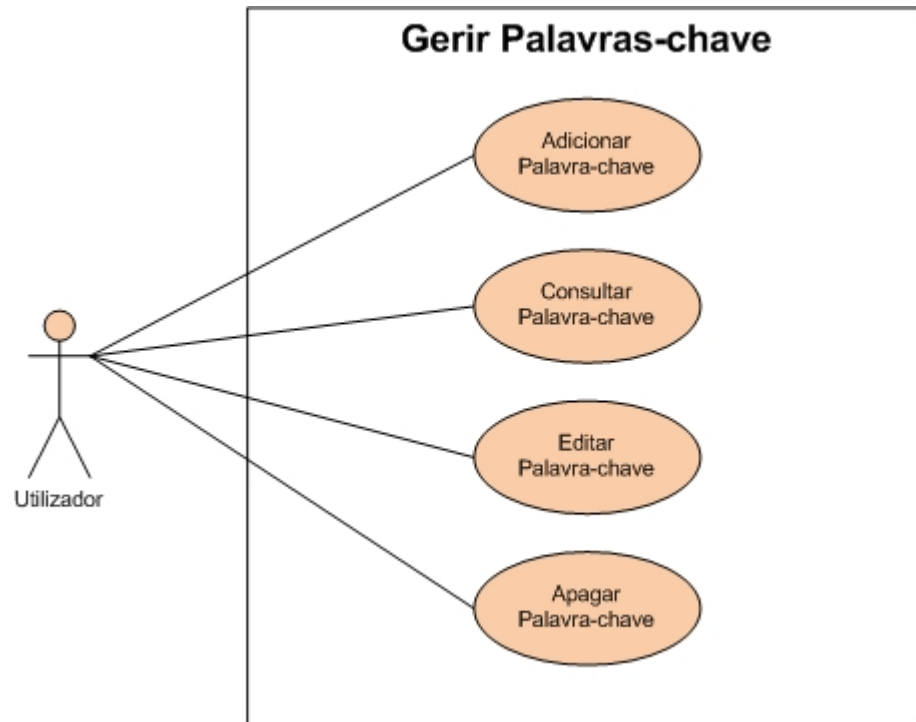 Gerir Palavras-chave
Adicionar
Palavra-chave
Consultar
Palavra-chave
Editar
Palavra-chave
Apagar
Palavra-chave
Utilizador